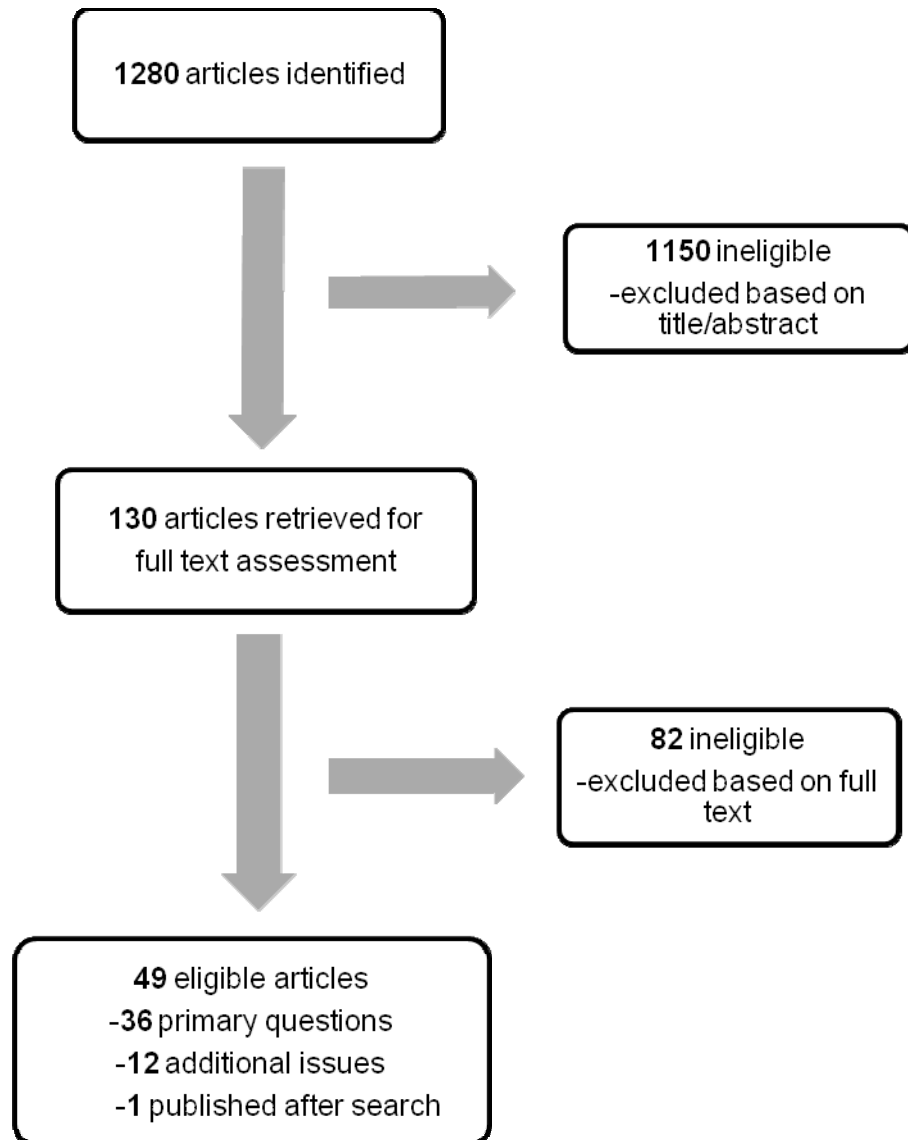 1280 articles identified
1150 ineligible
-excluded based on
title/abstract
130 articles retrieved for
full text assessment
82 ineligible
-excluded based on full
text
49 eligible articles
-36 primary questions
-12 additional issues
-1 published after search